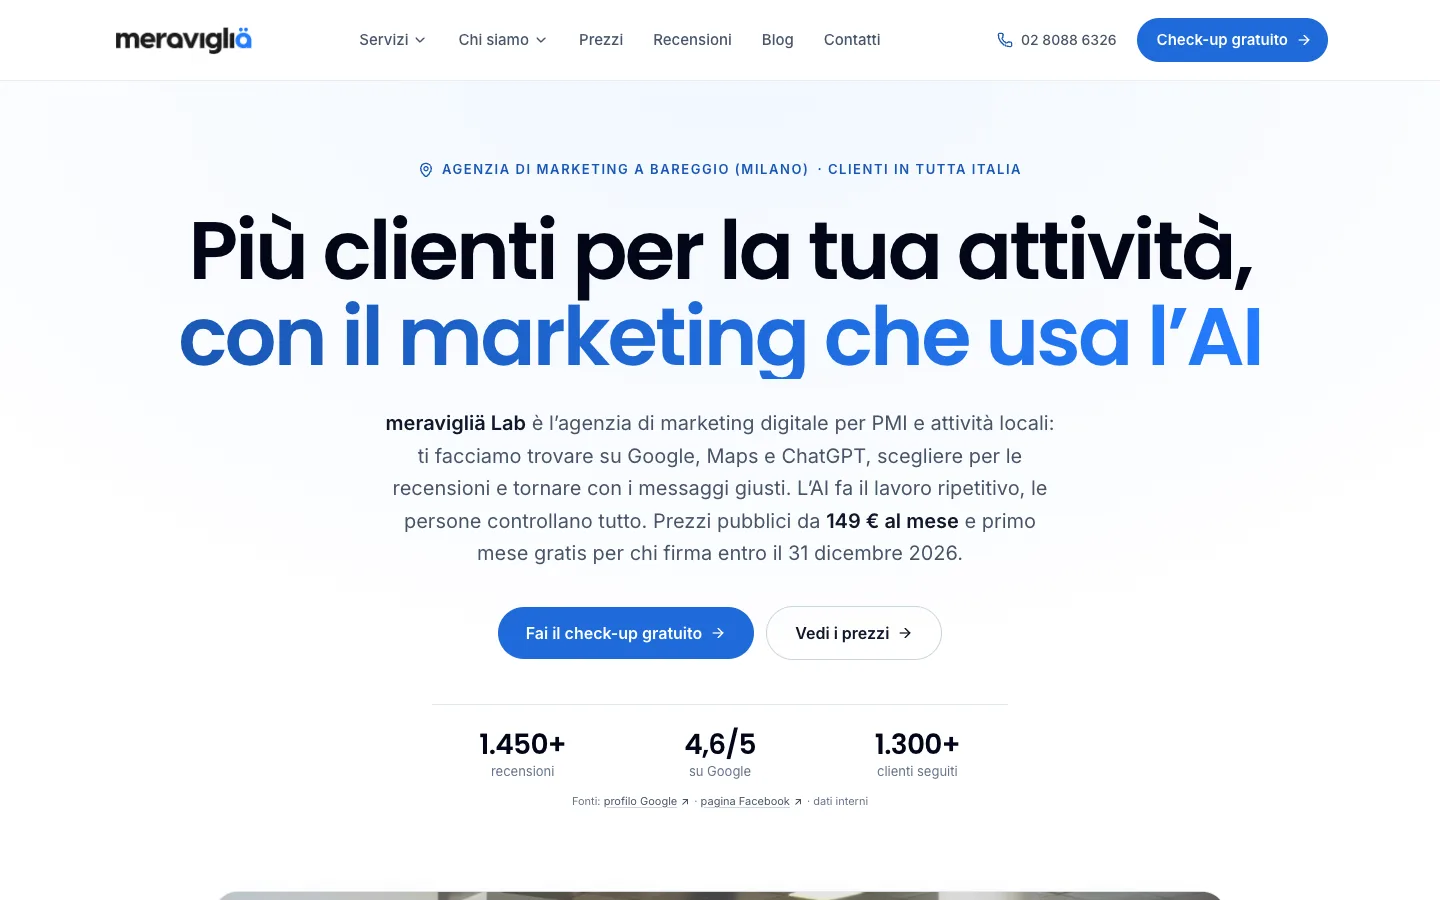 meravigliä
Servizi
Chi siamo
Prezzi
Recensioni
Blog
Contatti
02 8088 6326
Check-up gratuito →
AGENZIA DI MARKETING A BAREGGIO (MILANO) · CLIENTI IN TUTTA ITALIA
Più clienti per la tua attività,
con il marketing che usa l’AI
meravigliä Lab è l’agenzia di marketing digitale per PMI e attività locali:
ti facciamo trovare su Google, Maps e ChatGPT, scegliere per le
recensioni e tornare con i messaggi giusti. L’AI fa il lavoro ripetitivo, le
persone controllano tutto. Prezzi pubblici da 149 € al mese e primo
mese gratis per chi firma entro il 31 dicembre 2026.
Fai il check-up gratuito →
Vedi i prezzi →
1.450+
recensioni
4,6/5
su Google
1.300+
clienti seguiti
Fonti: profilo Google ↗ · pagina Facebook ↗ · dati interni